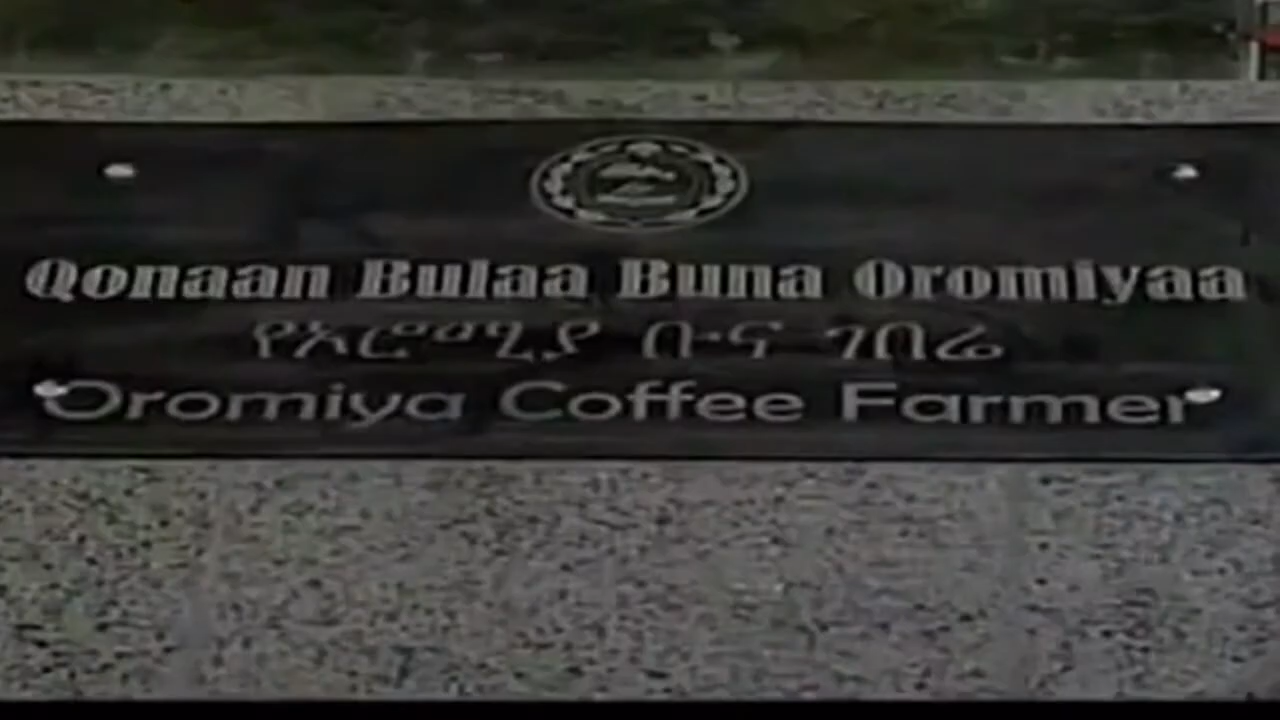 Qonaan Bulaa Buna Oromiyaa
የኦሮሚያ ቡና ገበሬ
Oromiya Coffee Farmer